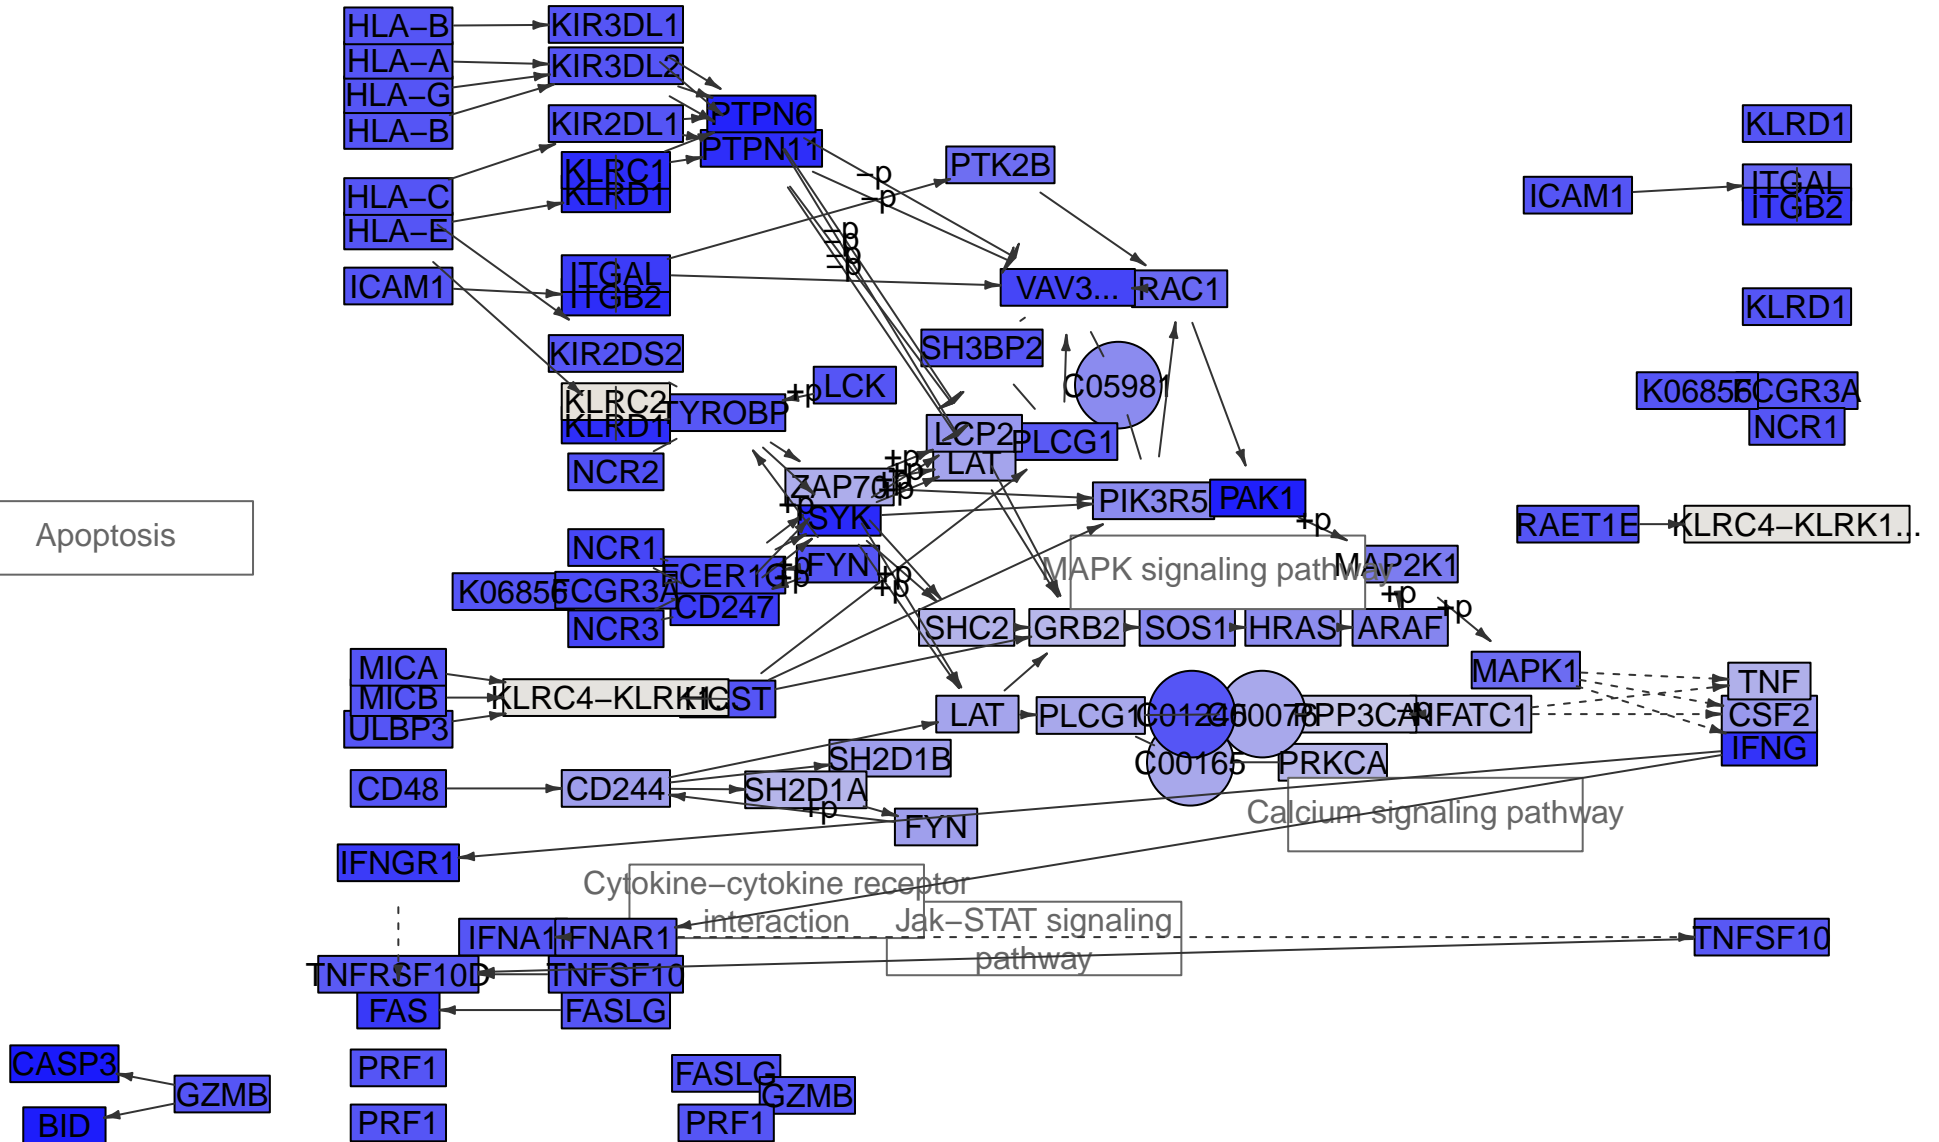 HLA−B
KIR3DL1
HLA−A
KIR3DL2
HLA−G
HLA−B
KIR2DL1
PTPN6
PTPN11
KLRC1
KLRD1
HLA−C
HLA−E
PTK2B
−p
−p
−p
−p
−p
−p
ITGAL
ITGB2
ICAM1
VAV3...
RAC1
KLRD1
ICAM1
ITGAL
ITGB2
KLRD1
KIR2DS2
SH3BP2
C05981
KLRC2
KLRD1
TYROBP
+p
LCK
K06856
FCGR3A
NCR1
LCP2
PLCG1
LAT
NCR2
ZAP70
SYK
+p
+p
+p
+p
+p
PIK3R5
PAK1
+p
RAET1E
KLRC4−KLRK1...
NCR1
FCER1G
+p
+p
FYN
+p
+p
K06856
FCGR3A
CD247
NCR3
MAPK signaling pathway
MAP2K1
+p
+p
SHC2
GRB2
SOS1
HRAS
ARAF
Apoptosis
MICA
MICB
ULBP3
KLRC4−KLRK1...
HCST
MAPK1
TNF
CSF2
IFNG
LAT
PLCG1
C01245
C00076
PPP3CA
−p
NFATC1
C00165
PRKCA
SH2D1B
CD48
CD244
SH2D1A
+p
FYN
Calcium signaling pathway
IFNGR1
Cytokine−cytokine receptor
interaction
Jak−STAT signaling
pathway
IFNA1
IFNAR1
TNFSF10
TNFRSF10D
TNFSF10
FAS
FASLG
CASP3
GZMB
BID
PRF1
PRF1
FASLG
GZMB
PRF1